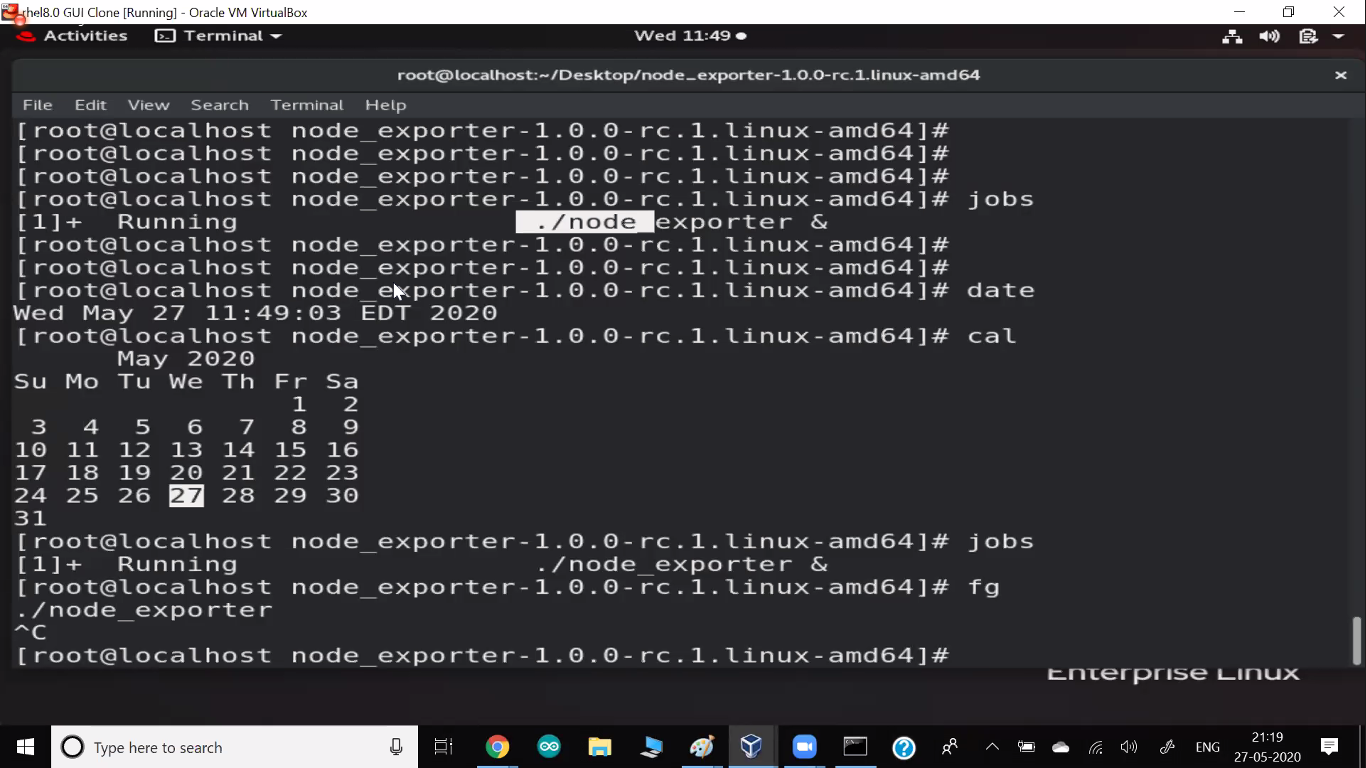 rhel8.0 GUI Clone [Running] - Oracle VM VirtualBox
Activities Terminal Wed 11:49
root@localhost:~/Desktop/node_exporter-1.0.0-rc.1.linux-amd64
File Edit View Search Terminal Help
[root@localhost node_exporter-1.0.0-rc.1.linux-amd64]#
[root@localhost node_exporter-1.0.0-rc.1.linux-amd64]#
[root@localhost node_exporter-1.0.0-rc.1.linux-amd64]#
[root@localhost node_exporter-1.0.0-rc.1.linux-amd64]# jobs
[1]+  Running                 ./node_exporter &
[root@localhost node_exporter-1.0.0-rc.1.linux-amd64]#
[root@localhost node_exporter-1.0.0-rc.1.linux-amd64]#
[root@localhost node_exporter-1.0.0-rc.1.linux-amd64]# date
Wed May 27 11:49:03 EDT 2020
[root@localhost node_exporter-1.0.0-rc.1.linux-amd64]# cal
      May 2020
Su Mo Tu We Th Fr Sa
                1  2
 3  4  5  6  7  8  9
10 11 12 13 14 15 16
17 18 19 20 21 22 23
24 25 26 27 28 29 30
31
[root@localhost node_exporter-1.0.0-rc.1.linux-amd64]# jobs
[1]+  Running                 ./node_exporter &
[root@localhost node_exporter-1.0.0-rc.1.linux-amd64]# fg
./node_exporter
^C
[root@localhost node_exporter-1.0.0-rc.1.linux-amd64]#
Enterprise Linux
Type here to search
ENG
21:19
27-05-2020